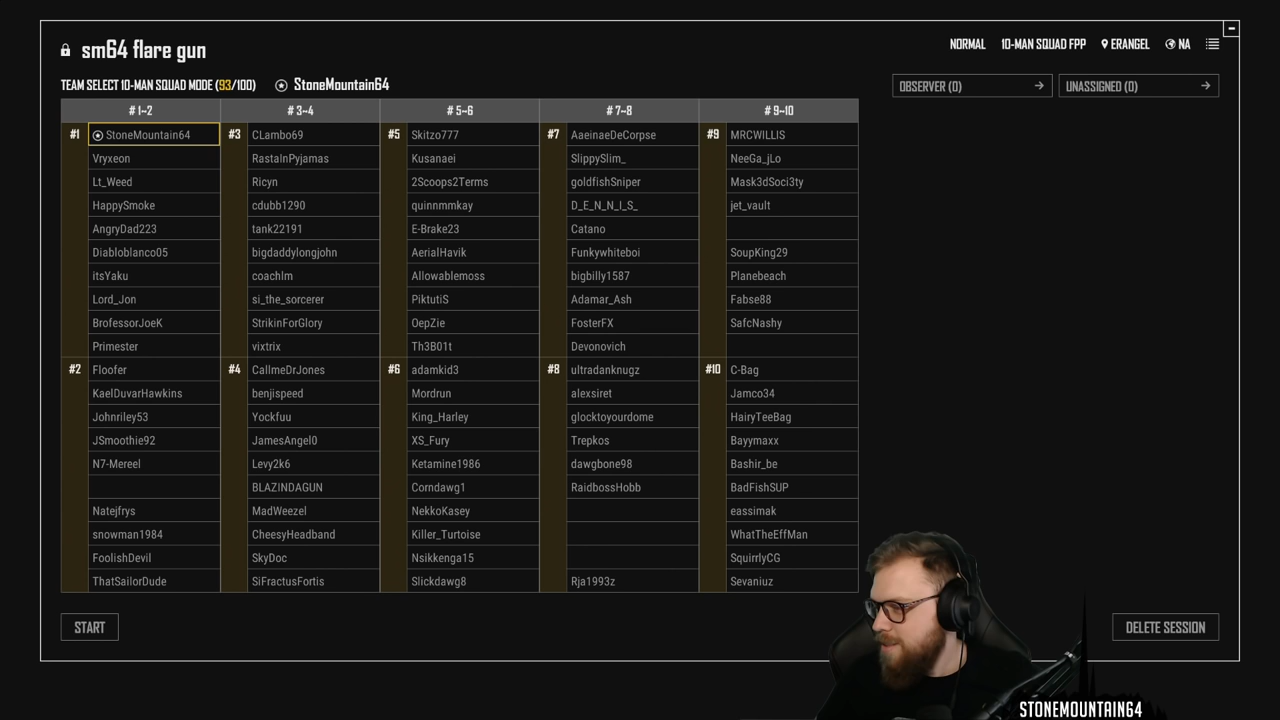 sm64 flare gun
NORMAL 10-MAN SQUAD FPP ERANGEL NA
TEAM SELECT 10-MAN SQUAD MODE (93/100) StoneMountain64
OBSERVER (0) UNASSIGNED (0)
# 1~2 # 3~4 # 5~6 # 7~8 # 9~10
#1 StoneMountain64 #3 CLambo69 #5 Skitzo777 #7 AaeinaeDeCorpse #9 MRCWILLIS
Vryxeon RastaInPyjamas Kusanaei SlippySlim_ NeeGa_jLo
Lt_Weed Ricyn 2Scoops2Terms goldfishSniper Mask3dSoci3ty
HappySmoke cdubb1290 quinnmmkay D_E_N_N_I_S_ jet_vault
AngryDad223 tank22191 E-Brake23 Catano
Diabloblanco05 bigdaddylongjohn AerialHavik Funkywhiteboi SoupKing29
itsYaku coachlm Allowablemoss bigbilly1587 Planebeach
Lord_Jon si_the_sorcerer PiktutiS Adamar_Ash Fabse88
BrofessorJoeK StrikinForGlory OepZie FosterFX SafcNashy
Primester vixtrix Th3B01t Devonovich
#2 Floofer #4 CallmeDrJones #6 adamkid3 #8 ultradanknugz #10 C-Bag
KaelDuvarHawkins benjispeed Mordrun alexsiret Jamco34
Johnriley53 Yockfuu King_Harley glocktoyourdome HairyTeeBag
JSmoothie92 JamesAngel0 XS_Fury Trepkos Bayymaxx
N7-Mereel Levy2k6 Ketamine1986 dawgbone98 Bashir_be
BLAZINDAGUN Corndawg1 RaidbossHobb BadFishSUP
Natejfrys MadWeezel NekkoKasey eassimak
snowman1984 CheesyHeadband Killer_Turtoise WhatTheEffMan
FoolishDevil SkyDoc Nsikkenga15 SquirrlyCG
ThatSailorDude SiFractusFortis Slickdawg8 Rja1993z Sevaniuz
START
DELETE SESSION
STONEMOUNTAIN64